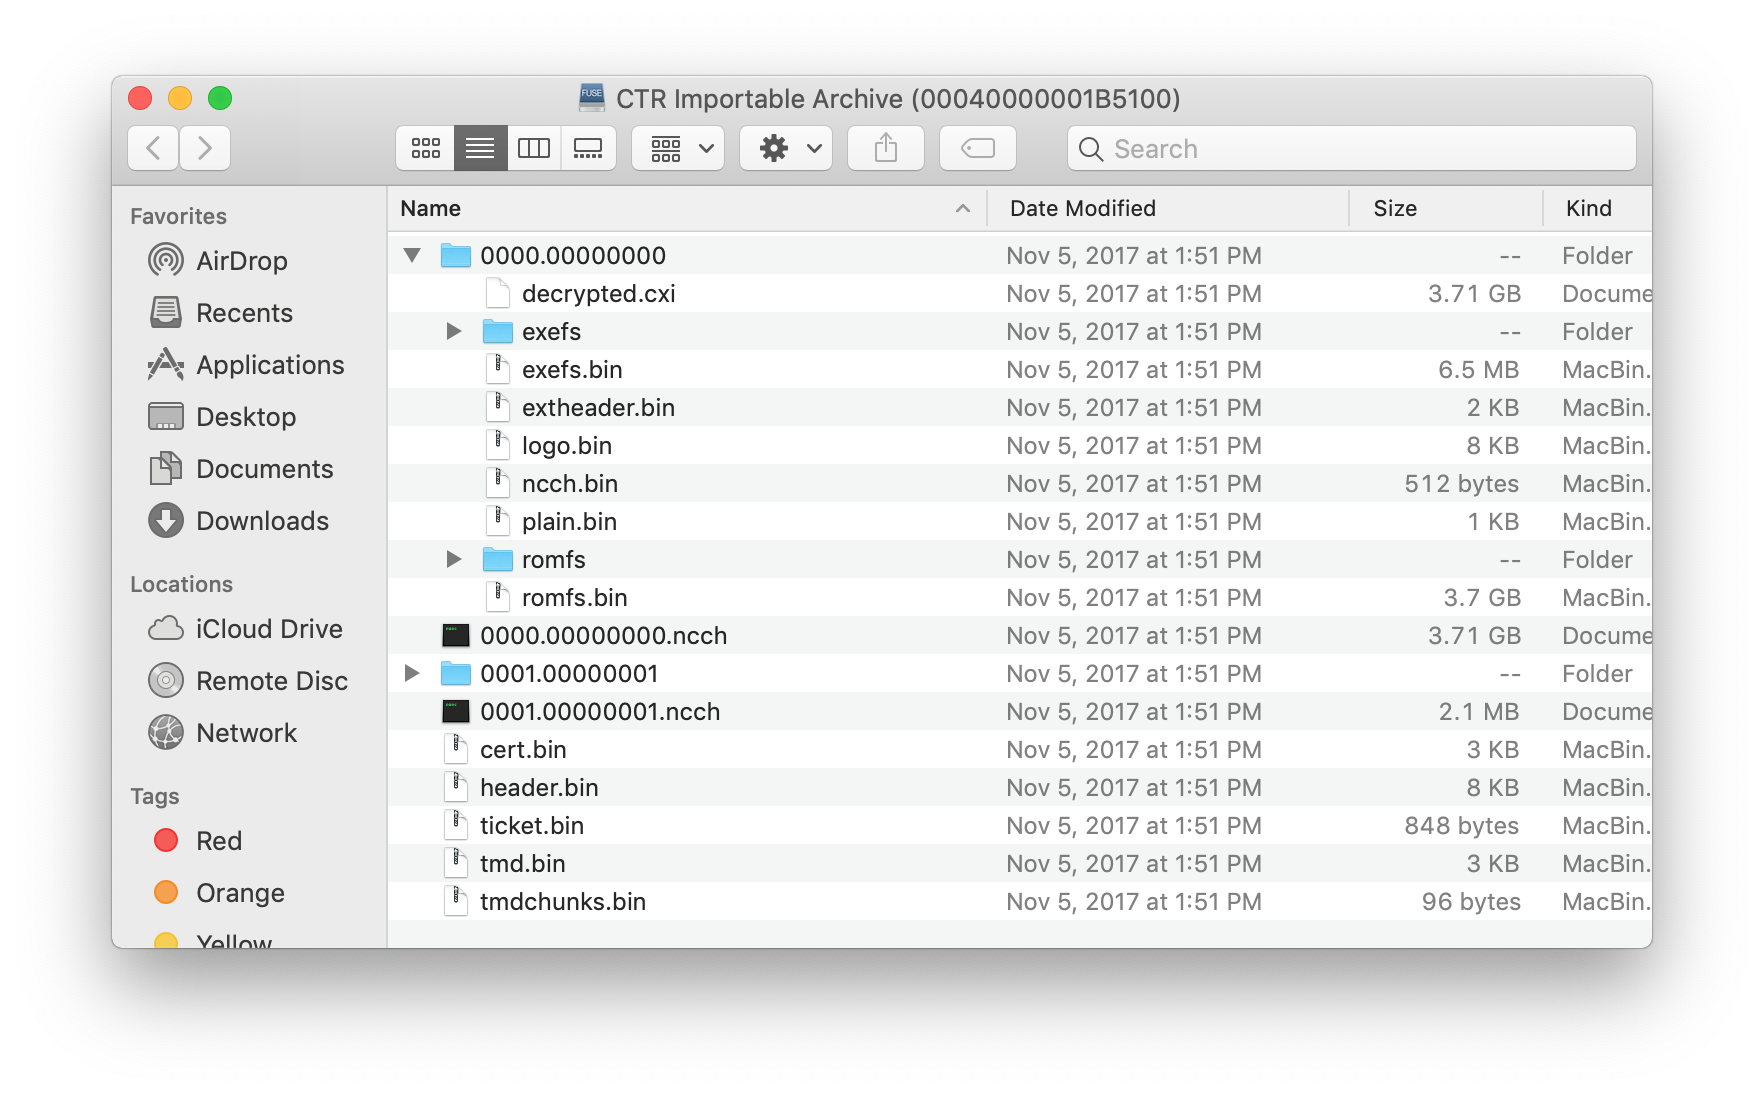 FUSE CTR Importable Archive (00040000001B5100)
Search
Favorites
AirDrop
Recents
Applications
Desktop
Documents
Downloads
Locations
iCloud Drive
Remote Disc
Network
Tags
Red
Orange
Yellow
Name Date Modified Size Kind
0000.00000000 Nov 5, 2017 at 1:51 PM -- Folder
decrypted.cxi Nov 5, 2017 at 1:51 PM 3.71 GB Docume
exefs Nov 5, 2017 at 1:51 PM -- Folder
exefs.bin Nov 5, 2017 at 1:51 PM 6.5 MB MacBin.
extheader.bin Nov 5, 2017 at 1:51 PM 2 KB MacBin.
logo.bin Nov 5, 2017 at 1:51 PM 8 KB MacBin.
ncch.bin Nov 5, 2017 at 1:51 PM 512 bytes MacBin.
plain.bin Nov 5, 2017 at 1:51 PM 1 KB MacBin.
romfs Nov 5, 2017 at 1:51 PM -- Folder
romfs.bin Nov 5, 2017 at 1:51 PM 3.7 GB MacBin.
0000.00000000.ncch Nov 5, 2017 at 1:51 PM 3.71 GB Docume
0001.00000001 Nov 5, 2017 at 1:51 PM -- Folder
0001.00000001.ncch Nov 5, 2017 at 1:51 PM 2.1 MB Docume
cert.bin Nov 5, 2017 at 1:51 PM 3 KB MacBin.
header.bin Nov 5, 2017 at 1:51 PM 8 KB MacBin.
ticket.bin Nov 5, 2017 at 1:51 PM 848 bytes MacBin.
tmd.bin Nov 5, 2017 at 1:51 PM 3 KB MacBin.
tmdchunks.bin Nov 5, 2017 at 1:51 PM 96 bytes MacBin.